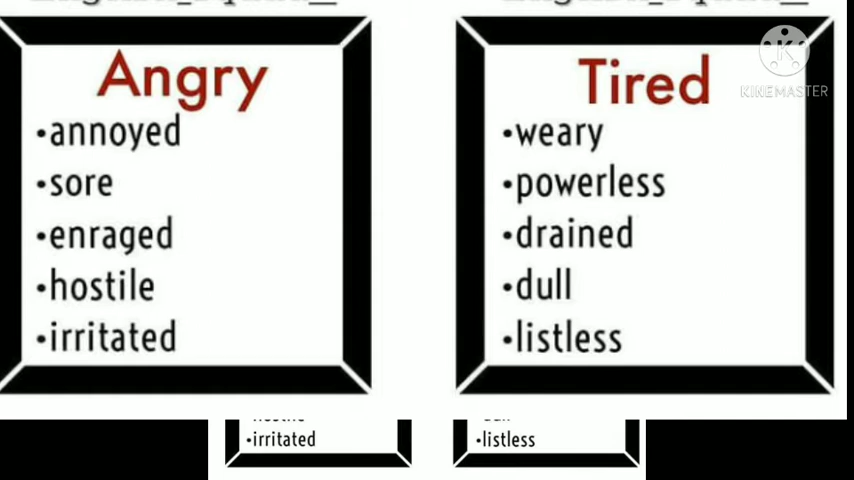 Angry
•annoyed
•sore
•enraged
•hostile
•irritated
Tired
•weary
•powerless
•drained
•dull
•listless
K
KINEMASTER
•irritated
•listless